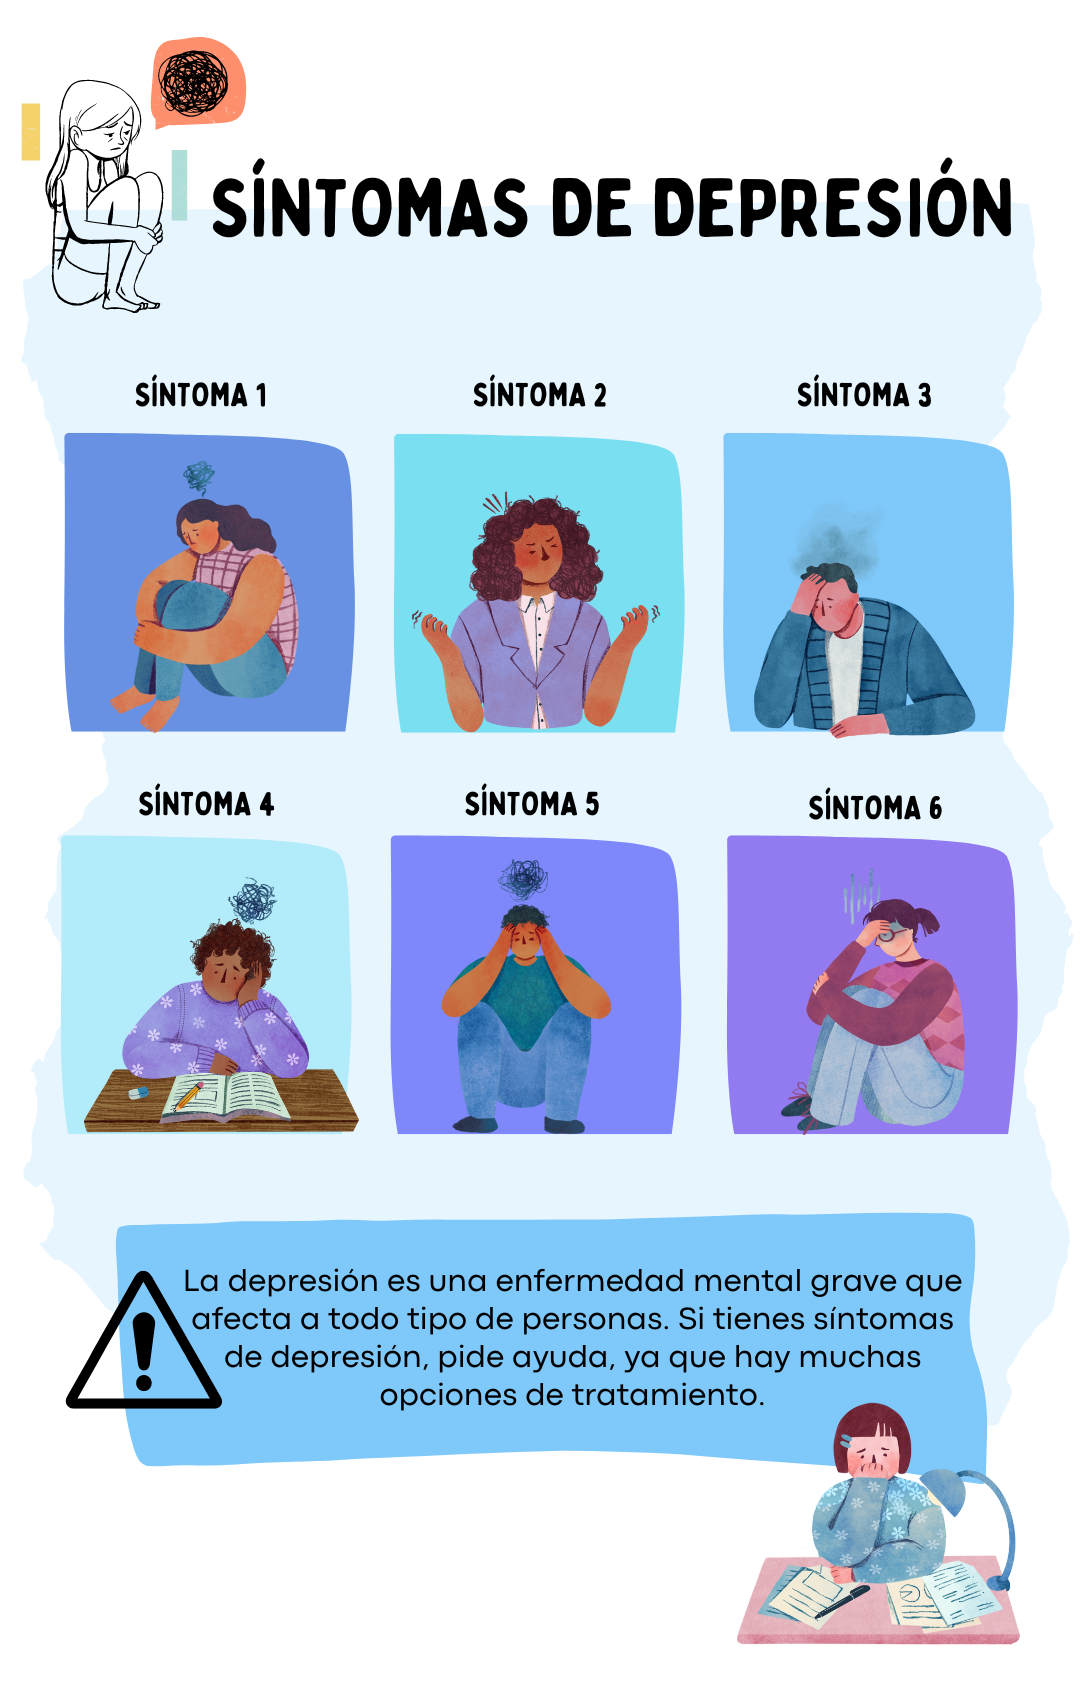 SÍNTOMAS DE DEPRESIÓN
SÍNTOMA 1
SÍNTOMA 2
SÍNTOMA 3
SÍNTOMA 4
SÍNTOMA 5
SÍNTOMA 6
La depresión es una enfermedad mental grave que
afecta a todo tipo de personas. Si tienes síntomas
de depresión, pide ayuda, ya que hay muchas
opciones de tratamiento.